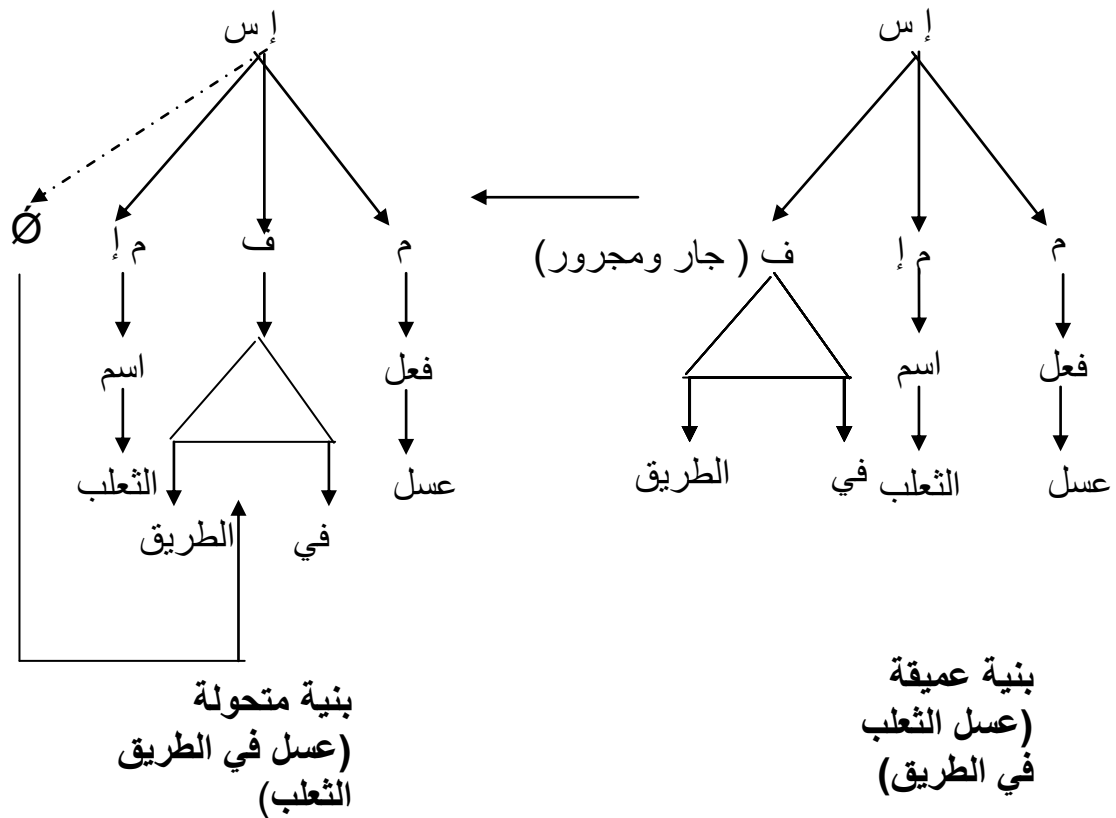 إ س
إ س
م
م إ
ف ( جار ومجرور)
م
ف
م إ
Ø
فعل
اسم
فعل
اسم
عسل
الثعلب
في
الطريق
عسل
في
الطريق
الثعلب
بنية عميقة
(عسل الثعلب
في الطريق)
بنية متحولة
(عسل في الطريق
الثعلب)